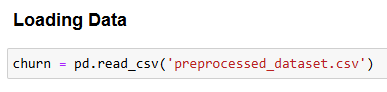 Loading Data
churn = pd.read_csv('preprocessed_dataset.csv')